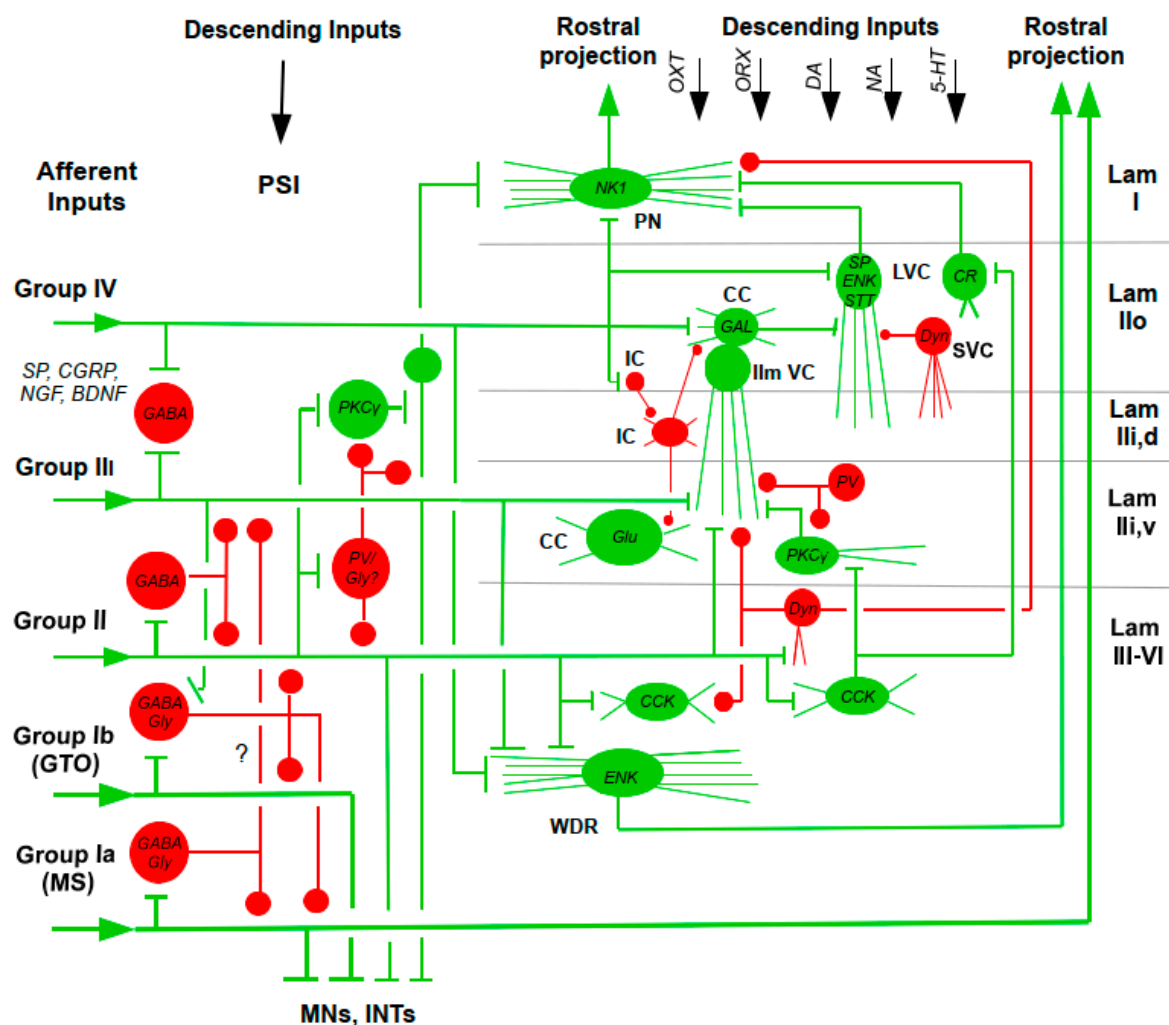 Descending Inputs
Rostral
projection
Descending Inputs
Rostral
projection
OXT
ORX
DA
NA
5-HT
Afferent
Inputs
PSI
NK1
PN
Lam
I
Group IV
SP, CGRP,
NGF, BDNF
GABA
PKCγ
CC
GAL
IC
IIm VC
IC
SP
ENK
STT
LVC
CR
Dyn
SVC
Lam
IIo
Lam
IIi,d
Group III
GABA
PV/
Gly?
CC
Glu
PV
PKCγ
Lam
IIi,v
Group II
GABA
Gly
Dyn
CCK
CCK
Lam
III-VI
Group Ib
(GTO)
?
ENK
WDR
Group Ia
(MS)
GABA
Gly
MNs, INTs